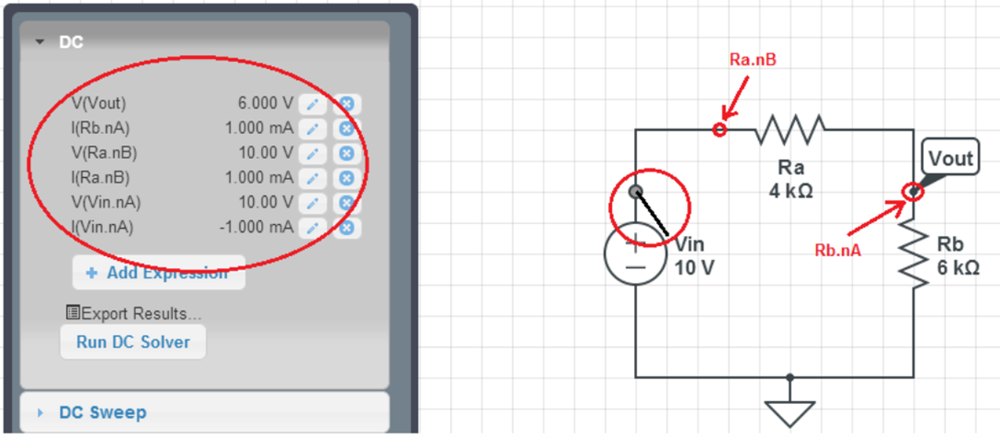 DC
V(Vout) 6.000 V
I(Rb.nA) 1.000 mA
V(Ra.nB) 10.00 V
I(Ra.nB) 1.000 mA
V(Vin.nA) 10.00 V
I(Vin.nA) -1.000 mA
+ Add Expression
Export Results...
Run DC Solver
DC Sweep
Ra.nB
Ra
4 kΩ
Vout
Rb.nA
Vin
10 V
Rb
6 kΩ